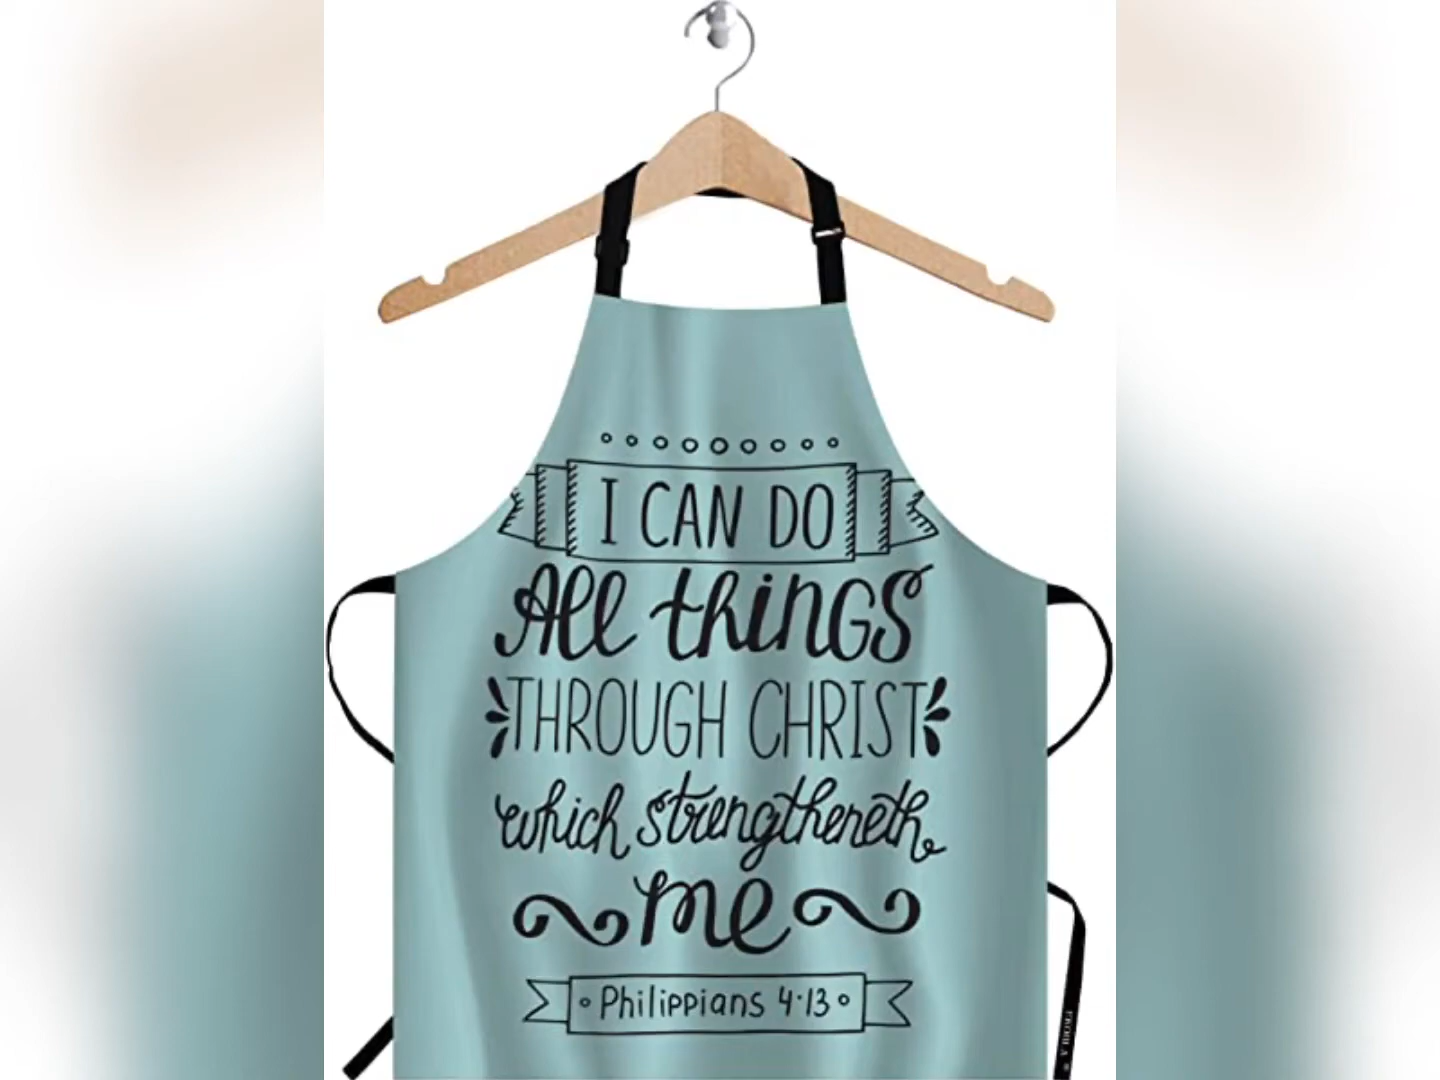 I CAN DO
All things
THROUGH CHRIST
which strengtheneth
me
Philippians 4:13